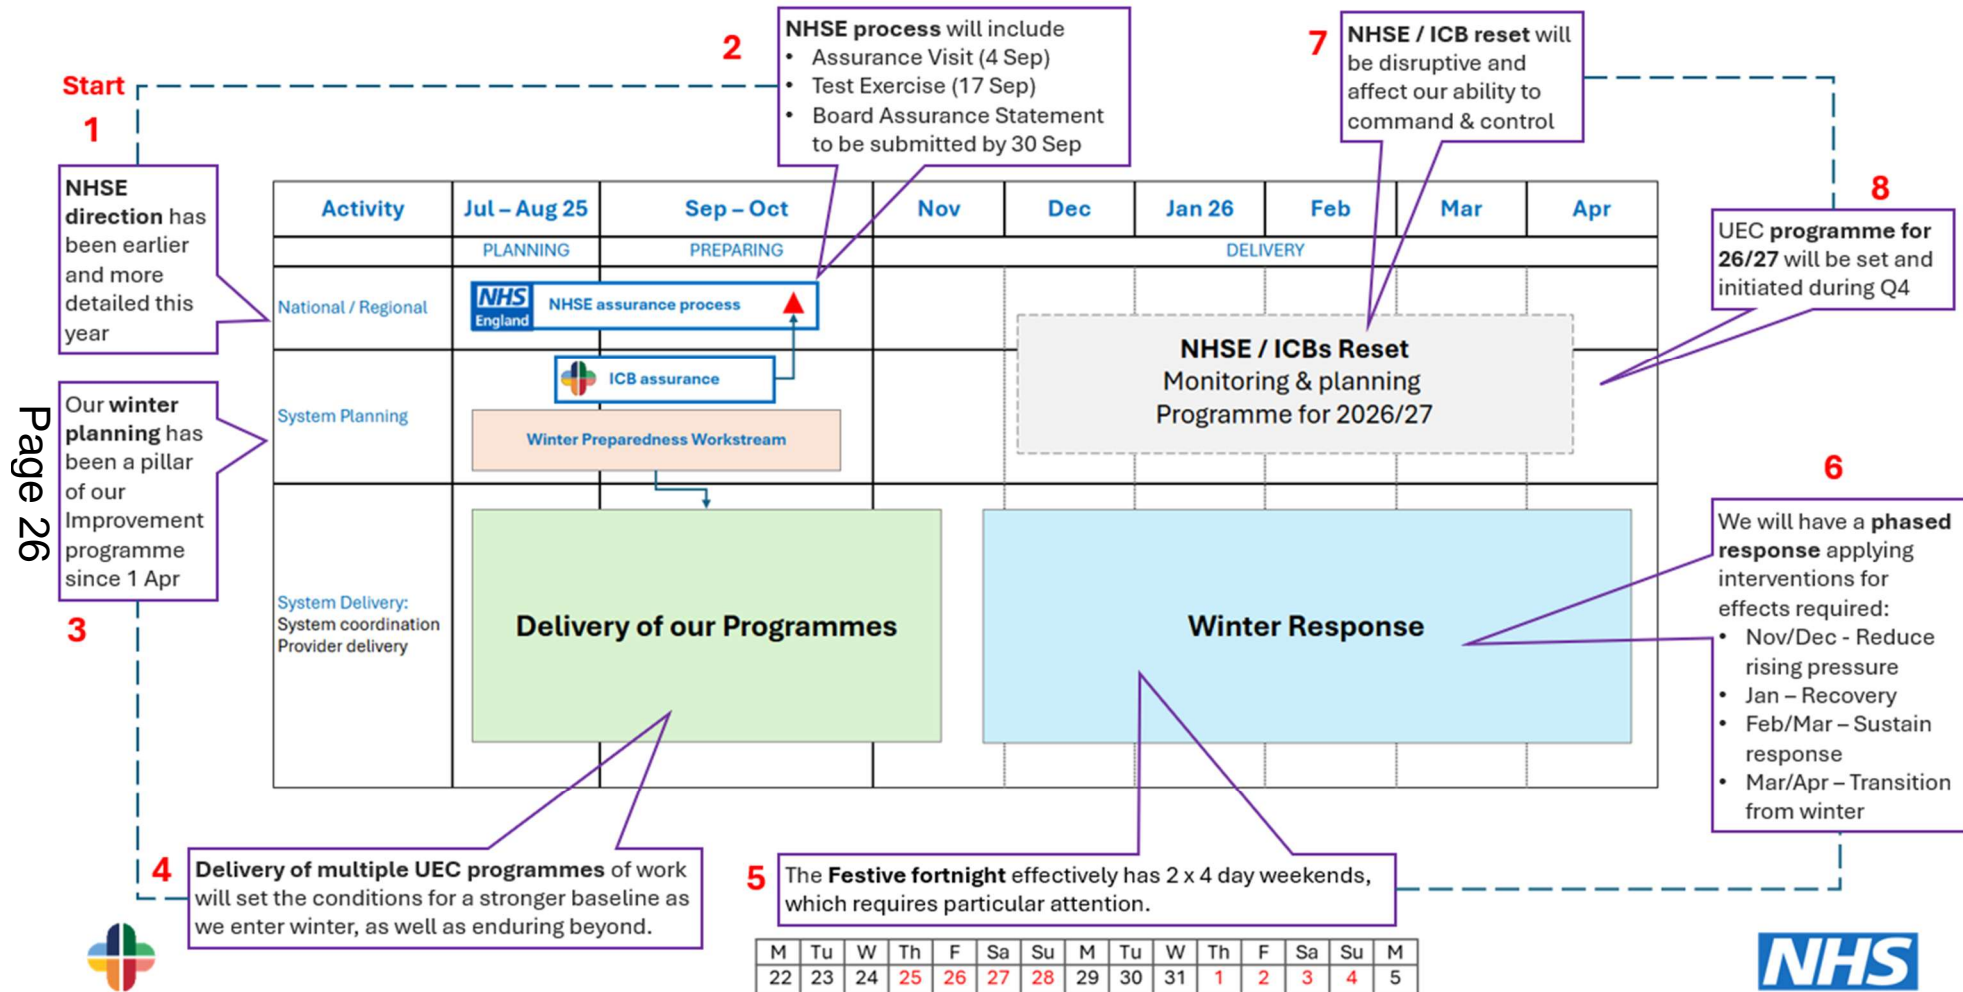 Start
1
NHSE
direction has
been earlier
and more
detailed this
year
2
NHSE process will include
• Assurance Visit (4 Sep)
• Test Exercise (17 Sep)
• Board Assurance Statement
to be submitted by 30 Sep
7
NHSE / ICB reset will
be disruptive and
affect our ability to
command & control
8
UEC programme for
26/27 will be set and
initiated during Q4
Activity Jul – Aug 25 Sep – Oct Nov Dec Jan 26 Feb Mar Apr
PLANNING PREPARING DELIVERY
National / Regional
NHS
England
NHSE assurance process
System Planning
ICB assurance
Winter Preparedness Workstream
NHSE / ICBs Reset
Monitoring & planning
Programme for 2026/27
System Delivery:
System coordination
Provider delivery
Delivery of our Programmes
Winter Response
Page 26
Our winter
planning has
been a pillar
of our
Improvement
programme
since 1 Apr
3
6
We will have a phased
response applying
interventions for
effects required:
• Nov/Dec - Reduce
rising pressure
• Jan – Recovery
• Feb/Mar – Sustain
response
• Mar/Apr – Transition
from winter
4
Delivery of multiple UEC programmes of work
will set the conditions for a stronger baseline as
we enter winter, as well as enduring beyond.
5
The Festive fortnight effectively has 2 x 4 day weekends,
which requires particular attention.
M Tu W Th F Sa Su M Tu W Th F Sa Su M
22 23 24 25 26 27 28 29 30 31 1 2 3 4 5
NHS